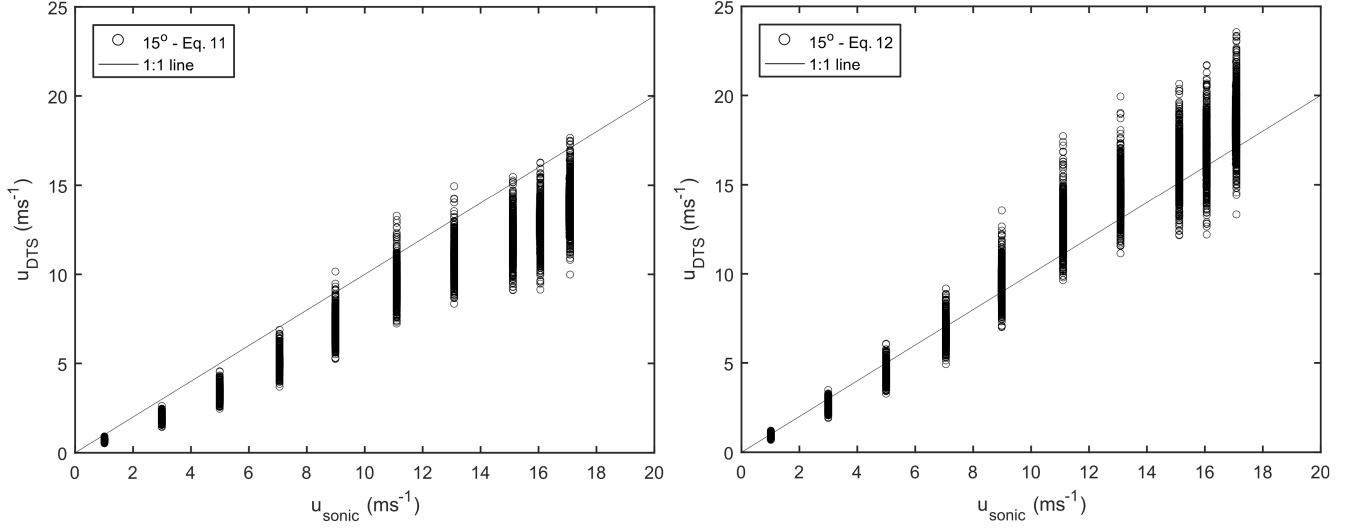 25
20
15
10
5
0
0 2 4 6 8 10 12 14 16 18 20
u_DTS (ms^-1)
u_sonic (ms^-1)
15° - Eq. 11
1:1 line
25
20
15
10
5
0
0 2 4 6 8 10 12 14 16 18 20
u_DTS (ms^-1)
u_sonic (ms^-1)
15° - Eq. 12
1:1 line